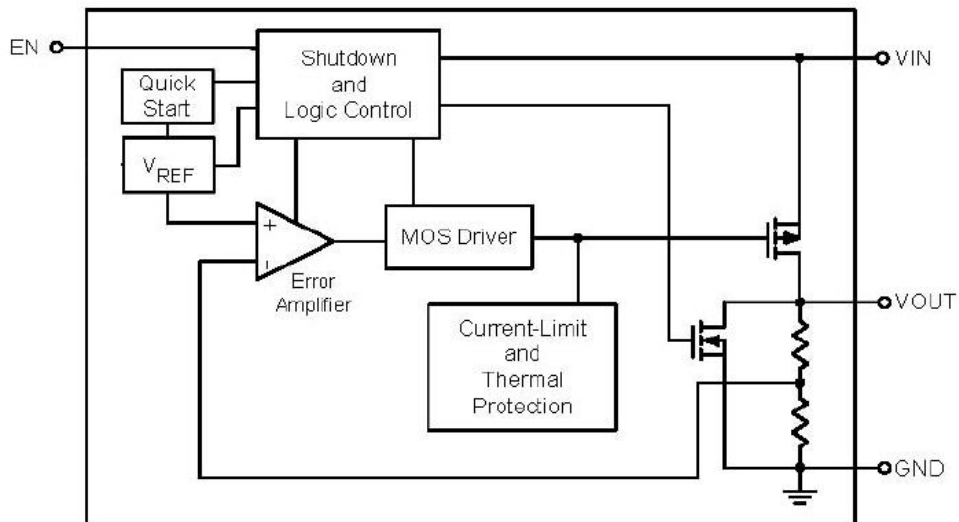 EN
Quick
Start
V_REF
Shutdown
and
Logic Control
VIN
+
-
Error
Amplifier
MOS Driver
Current-Limit
and
Thermal
Protection
VOUT
GND